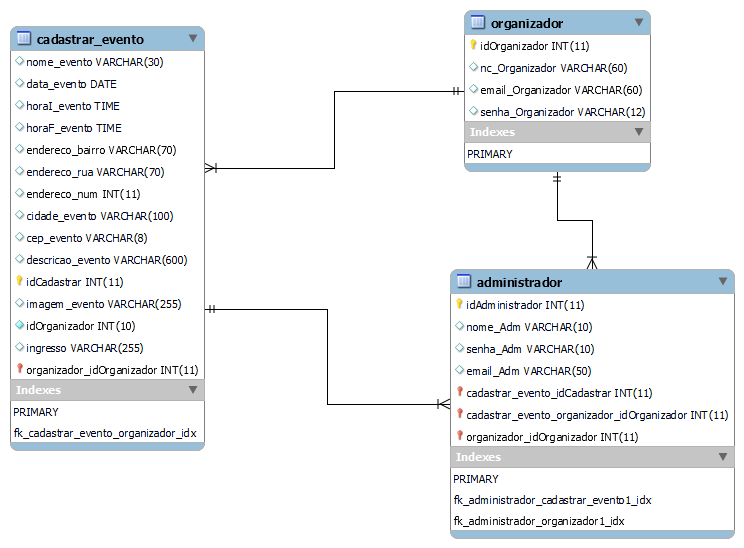 cadastrar_evento
nome_evento VARCHAR(30)
data_evento DATE
horaI_evento TIME
horaF_evento TIME
endereco_bairro VARCHAR(70)
endereco_rua VARCHAR(70)
endereco_num INT(11)
cidade_evento VARCHAR(100)
cep_evento VARCHAR(8)
descricao_evento VARCHAR(600)
idCadastrar INT(11)
imagem_evento VARCHAR(255)
idOrganizador INT(10)
ingresso VARCHAR(255)
organizador_idOrganizador INT(11)
Indexes
PRIMARY
fk_cadastrar_evento_organizador_idx
organizador
idOrganizador INT(11)
nc_Organizador VARCHAR(60)
email_Organizador VARCHAR(60)
senha_Organizador VARCHAR(12)
Indexes
PRIMARY
administrador
idAdministrador INT(11)
nome_Adm VARCHAR(10)
senha_Adm VARCHAR(10)
email_Adm VARCHAR(50)
cadastrar_evento_idCadastrar INT(11)
cadastrar_evento_organizador_idOrganizador INT(11)
organizador_idOrganizador INT(11)
Indexes
PRIMARY
fk_administrador_cadastrar_evento1_idx
fk_administrador_organizador1_idx